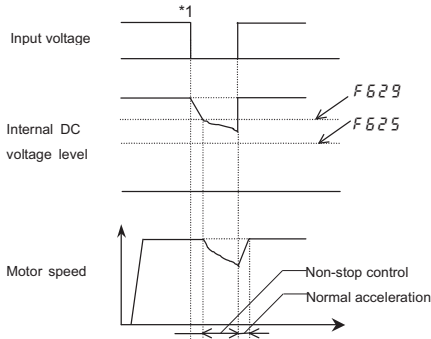 *1
Input voltage
F629
F625
Internal DC
voltage level
Motor speed
Non-stop control
Normal acceleration